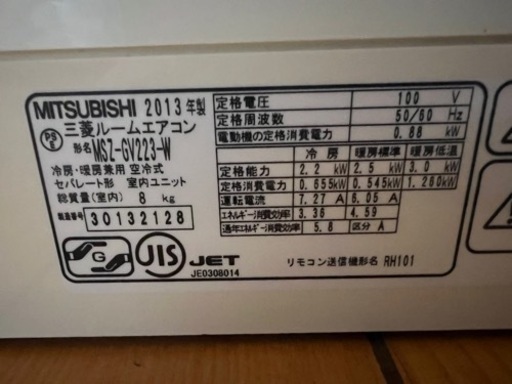 MITSUBISHI 2013年製
三菱ルームエアコン
形名 MSZ-GV223-W
冷房・暖房兼用 空冷式
セパレート形 室内ユニット
総質量(室内) 8 kg
製造番号 30132128
PS E
G
JIS JET
JE0308014
定格電圧 100 V
定格周波数 50/60 Hz
電動機の定格消費電力 0.88 kW
冷房 暖房標準 暖房低温
定格能力 2.2 kW 2.5 kW 3.0 kW
定格消費電力 0.655kW 0.545kW 1.280kW
運転電流 7.27 A 6.05 A
エネルギー消費効率 3.36 4.59
通年エネルギー消費効率 5.8 区分 A
リモコン送信機形名 RH101